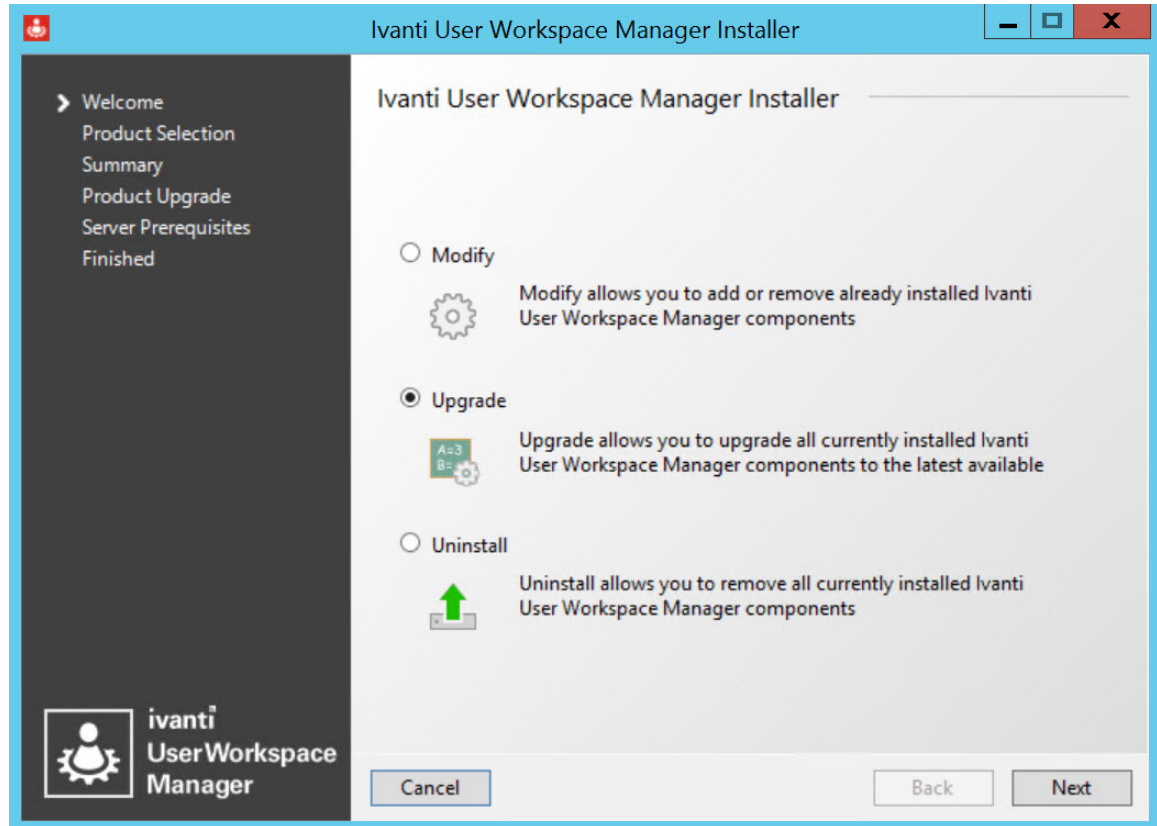 Ivanti User Workspace Manager Installer
Welcome
Product Selection
Summary
Product Upgrade
Server Prerequisites
Finished
Ivanti User Workspace Manager Installer
Modify
Modify allows you to add or remove already installed Ivanti
User Workspace Manager components
Upgrade
A=3
B=
Upgrade allows you to upgrade all currently installed Ivanti
User Workspace Manager components to the latest available
Uninstall
Uninstall allows you to remove all currently installed Ivanti
User Workspace Manager components
ivanti
User Workspace
Manager
Cancel
Back
Next